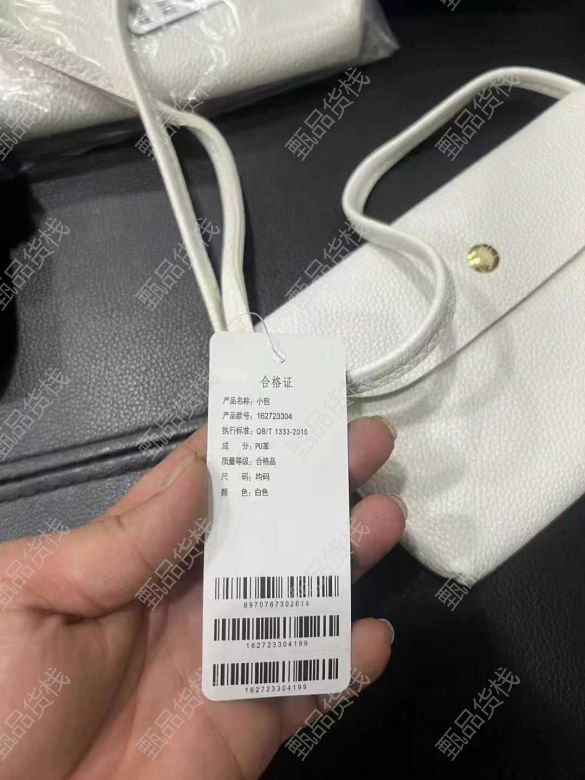 合格证
产品名称：小包
产品款号：162723304
执行标准：QB/T 1333-2010
成 分：PU革
质量等级：合格品
尺 码：均码
颜 色：白色
6970767302614
162723304199
162723304199
甄品货栈